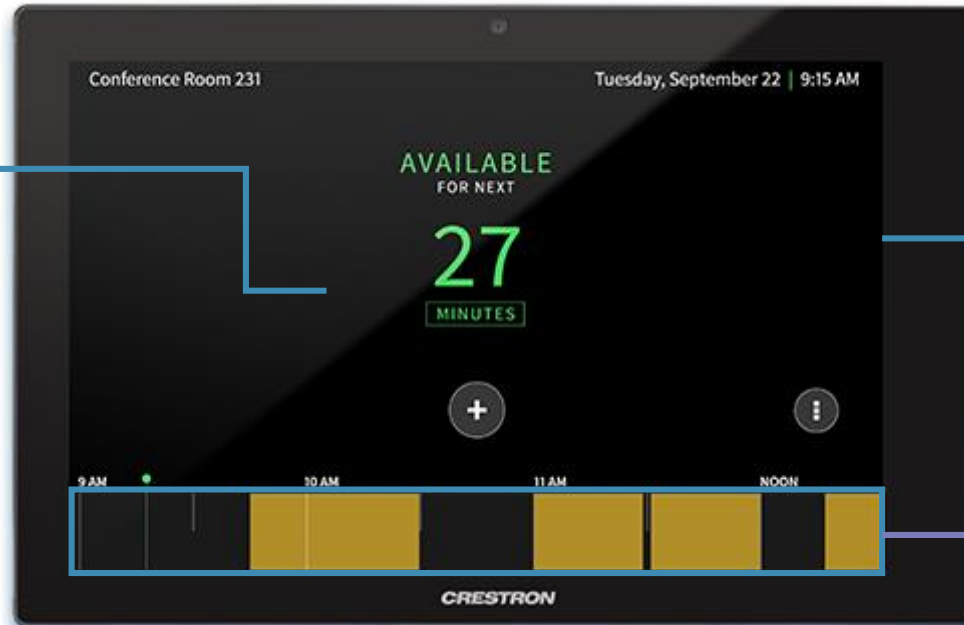 Conference Room 231
Tuesday, September 22 | 9:15 AM
AVAILABLE
FOR NEXT
27
MINUTES
+
9 AM
10 AM
11 AM
NOON
CRESTRON